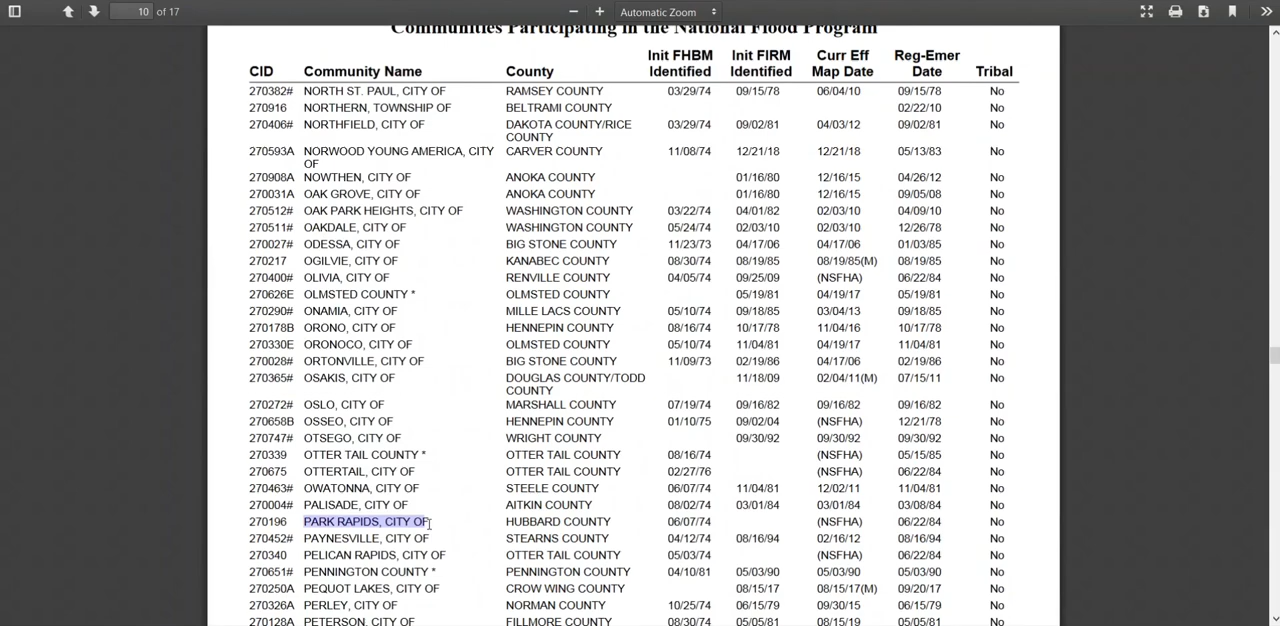 10 of 17 Automatic Zoom
Communities Participating in the National Flood Program
Init FHBM Init FIRM Curr Eff Reg-Emer
CID Community Name County Identified Identified Map Date Date Tribal
270382# NORTH ST. PAUL, CITY OF RAMSEY COUNTY 03/29/74 09/15/78 06/04/10 09/15/78 No
270916 NORTHERN, TOWNSHIP OF BELTRAMI COUNTY 02/22/10 No
270406# NORTHFIELD, CITY OF DAKOTA COUNTY/RICE 03/29/74 09/02/81 04/03/12 09/02/81 No
COUNTY
270593A NORWOOD YOUNG AMERICA, CITY CARVER COUNTY 11/08/74 12/21/18 12/21/18 05/13/83 No
OF
270908A NOWTHEN, CITY OF ANOKA COUNTY 01/16/80 12/16/15 04/26/12 No
270031A OAK GROVE, CITY OF ANOKA COUNTY 01/16/80 12/16/15 09/05/08 No
270512# OAK PARK HEIGHTS, CITY OF WASHINGTON COUNTY 03/22/74 04/01/82 02/03/10 04/09/10 No
270511# OAKDALE, CITY OF WASHINGTON COUNTY 05/24/74 02/03/10 02/03/10 12/26/78 No
270027# ODESSA, CITY OF BIG STONE COUNTY 11/23/73 04/17/06 04/17/06 01/03/85 No
270217 OGILVIE, CITY OF KANABEC COUNTY 08/30/74 08/19/85 08/19/85(M) 08/19/85 No
270400# OLIVIA, CITY OF RENVILLE COUNTY 04/05/74 09/25/09 (NSFHA) 06/22/84 No
270626E OLMSTED COUNTY * OLMSTED COUNTY 05/19/81 04/19/17 05/19/81 No
270290# ONAMIA, CITY OF MILLE LACS COUNTY 05/10/74 09/18/85 03/04/13 09/18/85 No
270178B ORONO, CITY OF HENNEPIN COUNTY 08/16/74 10/17/78 11/04/16 10/17/78 No
270330E ORONOCO, CITY OF OLMSTED COUNTY 05/10/74 11/04/81 04/19/17 11/04/81 No
270028# ORTONVILLE, CITY OF BIG STONE COUNTY 11/09/73 02/19/86 04/17/06 02/19/86 No
270365# OSAKIS, CITY OF DOUGLAS COUNTY/TODD 11/18/09 02/04/11(M) 07/15/11 No
COUNTY
270272# OSLO, CITY OF MARSHALL COUNTY 07/19/74 09/16/82 09/16/82 09/16/82 No
270658B OSSEO, CITY OF HENNEPIN COUNTY 01/10/75 09/02/04 (NSFHA) 12/21/78 No
270747# OTSEGO, CITY OF WRIGHT COUNTY 09/30/92 09/30/92 09/30/92 No
270339 OTTER TAIL COUNTY * OTTER TAIL COUNTY 08/16/74 (NSFHA) 05/15/85 No
270675 OTTERTAIL, CITY OF OTTER TAIL COUNTY 02/27/76 (NSFHA) 06/22/84 No
270463# OWATONNA, CITY OF STEELE COUNTY 06/07/74 11/04/81 12/02/11 11/04/81 No
270004# PALISADE, CITY OF AITKIN COUNTY 08/02/74 03/01/84 03/01/84 03/08/84 No
270196 PARK RAPIDS, CITY OF HUBBARD COUNTY 06/07/74 (NSFHA) 06/22/84 No
270452# PAYNESVILLE, CITY OF STEARNS COUNTY 04/12/74 08/16/94 02/16/12 08/16/94 No
270340 PELICAN RAPIDS, CITY OF OTTER TAIL COUNTY 05/03/74 (NSFHA) 06/22/84 No
270651# PENNINGTON COUNTY * PENNINGTON COUNTY 04/10/81 05/03/90 05/03/90 05/03/90 No
270250A PEQUOT LAKES, CITY OF CROW WING COUNTY 08/15/17 08/15/17(M) 09/20/17 No
270326A PERLEY, CITY OF NORMAN COUNTY 10/25/74 06/15/79 09/30/15 06/15/79 No
270128A PETERSON, CITY OF FILLMORE COUNTY 08/30/74 05/05/81 08/15/19 05/05/81 No